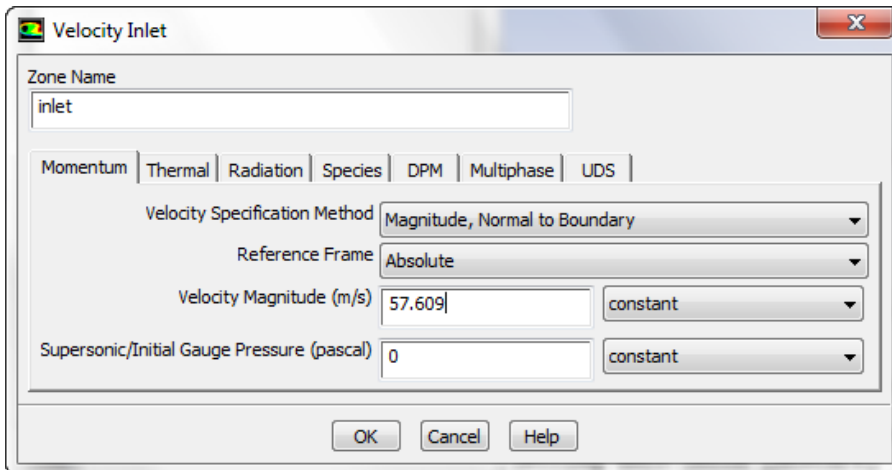 Velocity Inlet
Zone Name
inlet
Momentum Thermal Radiation Species DPM Multiphase UDS
Velocity Specification Method Magnitude, Normal to Boundary
Reference Frame Absolute
Velocity Magnitude (m/s) 57.609 constant
Supersonic/Initial Gauge Pressure (pascal) 0 constant
OK Cancel Help